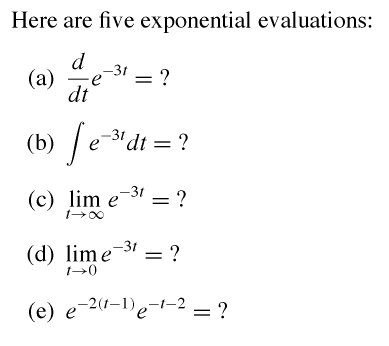 Here are five exponential evaluations:
(a) d/dt e^{-3t} = ?
(b) ∫ e^{-3t} dt = ?
(c) lim_{t→∞} e^{-3t} = ?
(d) lim_{t→0} e^{-3t} = ?
(e) e^{-2(t-1)} e^{-t-2} = ?